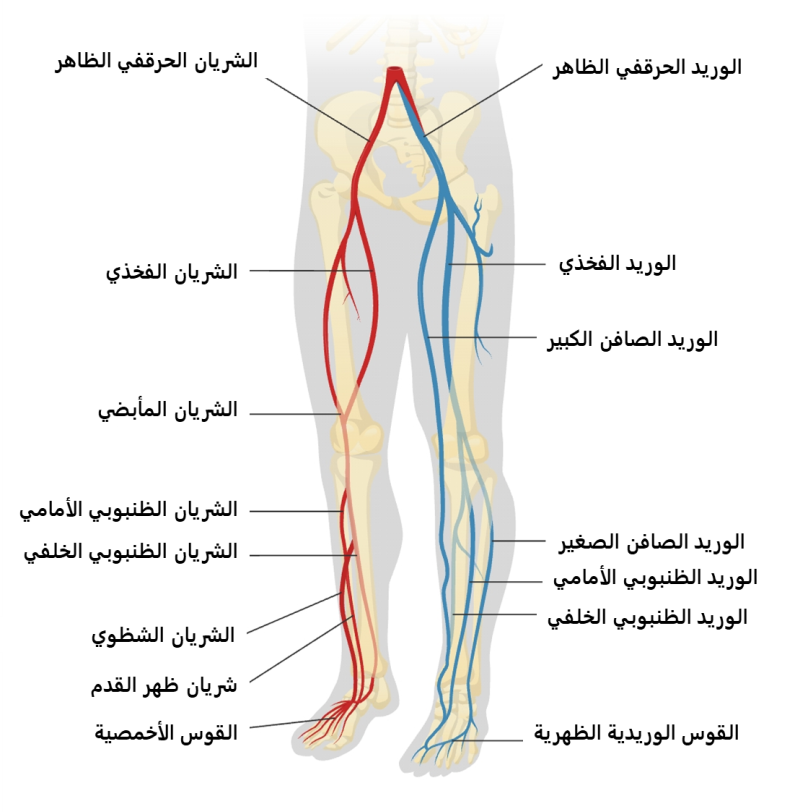 الوريد الحرقفي الظاهر
الوريد الفخذي
الوريد الصافن الكبير
الوريد الصافن الصغير
الوريد الظنبوبي الأمامي
الوريد الظنبوبي الخلفي
القوس الوريدية الظهرية
الشريان الحرقفي الظاهر
الشريان الفخذي
الشريان المأبضي
الشريان الظنبوبي الأمامي
الشريان الظنبوبي الخلفي
الشريان الشظوي
شريان ظهر القدم
القوس الأخمصية